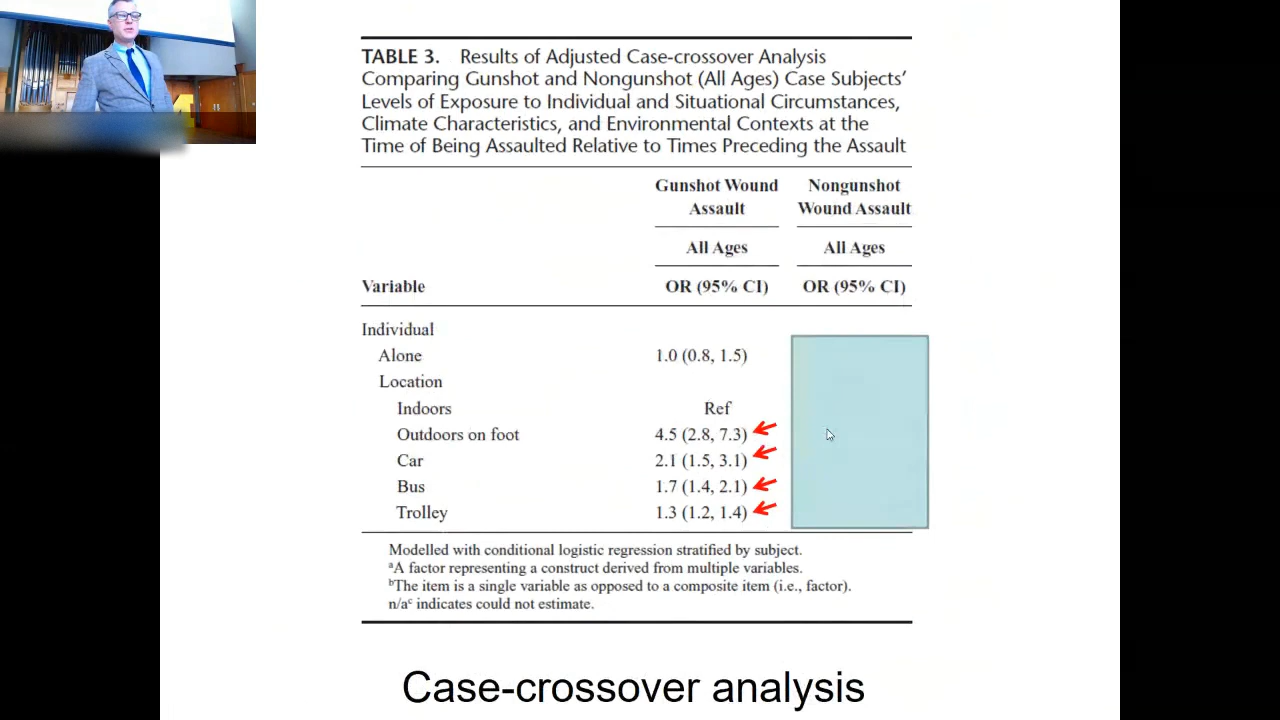 TABLE 3. Results of Adjusted Case-crossover Analysis
Comparing Gunshot and Nongunshot (All Ages) Case Subjects’
Levels of Exposure to Individual and Situational Circumstances,
Climate Characteristics, and Environmental Contexts at the
Time of Being Assaulted Relative to Times Preceding the Assault
Gunshot Wound Nongunshot
Assault Wound Assault
All Ages All Ages
Variable OR (95% CI) OR (95% CI)
Individual
Alone 1.0 (0.8, 1.5)
Location
Indoors Ref
Outdoors on foot 4.5 (2.8, 7.3)
Car 2.1 (1.5, 3.1)
Bus 1.7 (1.4, 2.1)
Trolley 1.3 (1.2, 1.4)
Modelled with conditional logistic regression stratified by subject.
ᵃA factor representing a construct derived from multiple variables.
ᵇThe item is a single variable as opposed to a composite item (i.e., factor).
n/aᶜ indicates could not estimate.
Case-crossover analysis